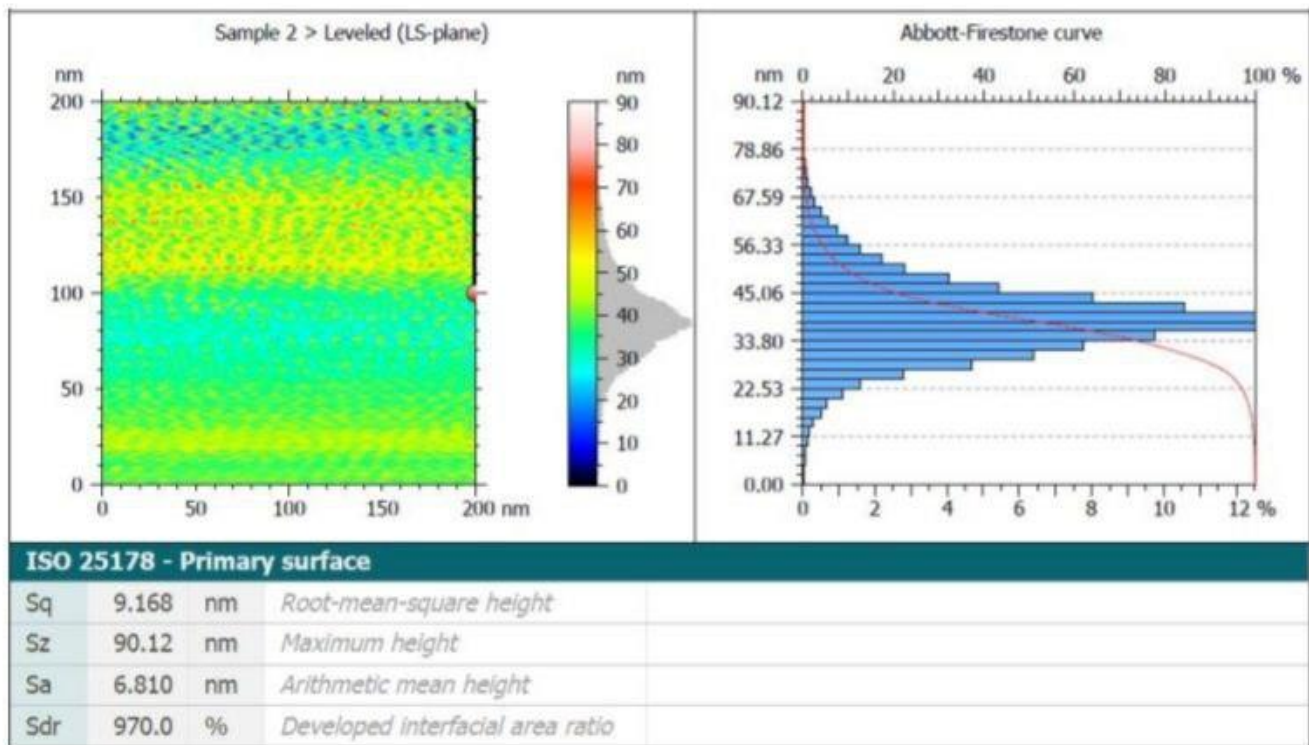 Sample 2 > Leveled (LS-plane)
nm
200
150
100
50
0
0 50 100 150 200 nm
nm
90
80
70
60
50
40
30
20
10
0
Abbott-Firestone curve
nm 0 20 40 60 80 100 %
90.12
78.86
67.59
56.33
45.06
33.80
22.53
11.27
0.00
0 2 4 6 8 10 12 %
ISO 25178 - Primary surface
Sq 9.168 nm Root-mean-square height
Sz 90.12 nm Maximum height
Sa 6.810 nm Arithmetic mean height
Sdr 970.0 % Developed interfacial area ratio